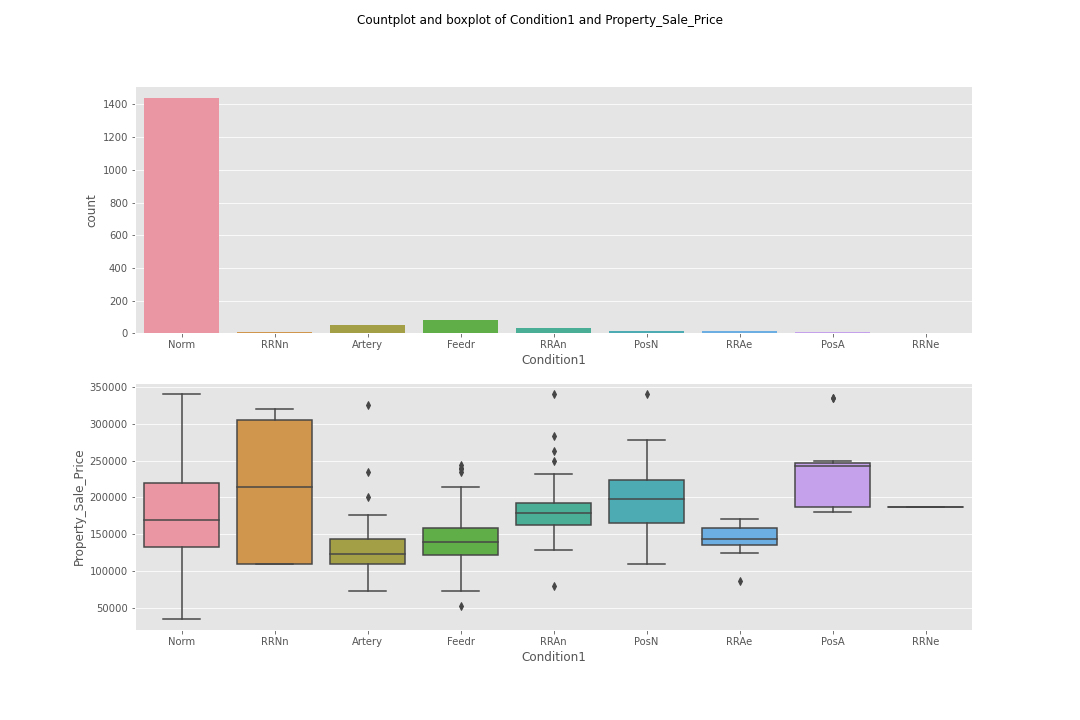 Countplot and boxplot of Condition1 and Property_Sale_Price
1400
1200
1000
800
600
400
200
0
count
Norm RRNn Artery Feedr RRAn PosN RRAe PosA RRNe
Condition1
350000
300000
250000
200000
150000
100000
50000
Property_Sale_Price
Norm RRNn Artery Feedr RRAn PosN RRAe PosA RRNe
Condition1